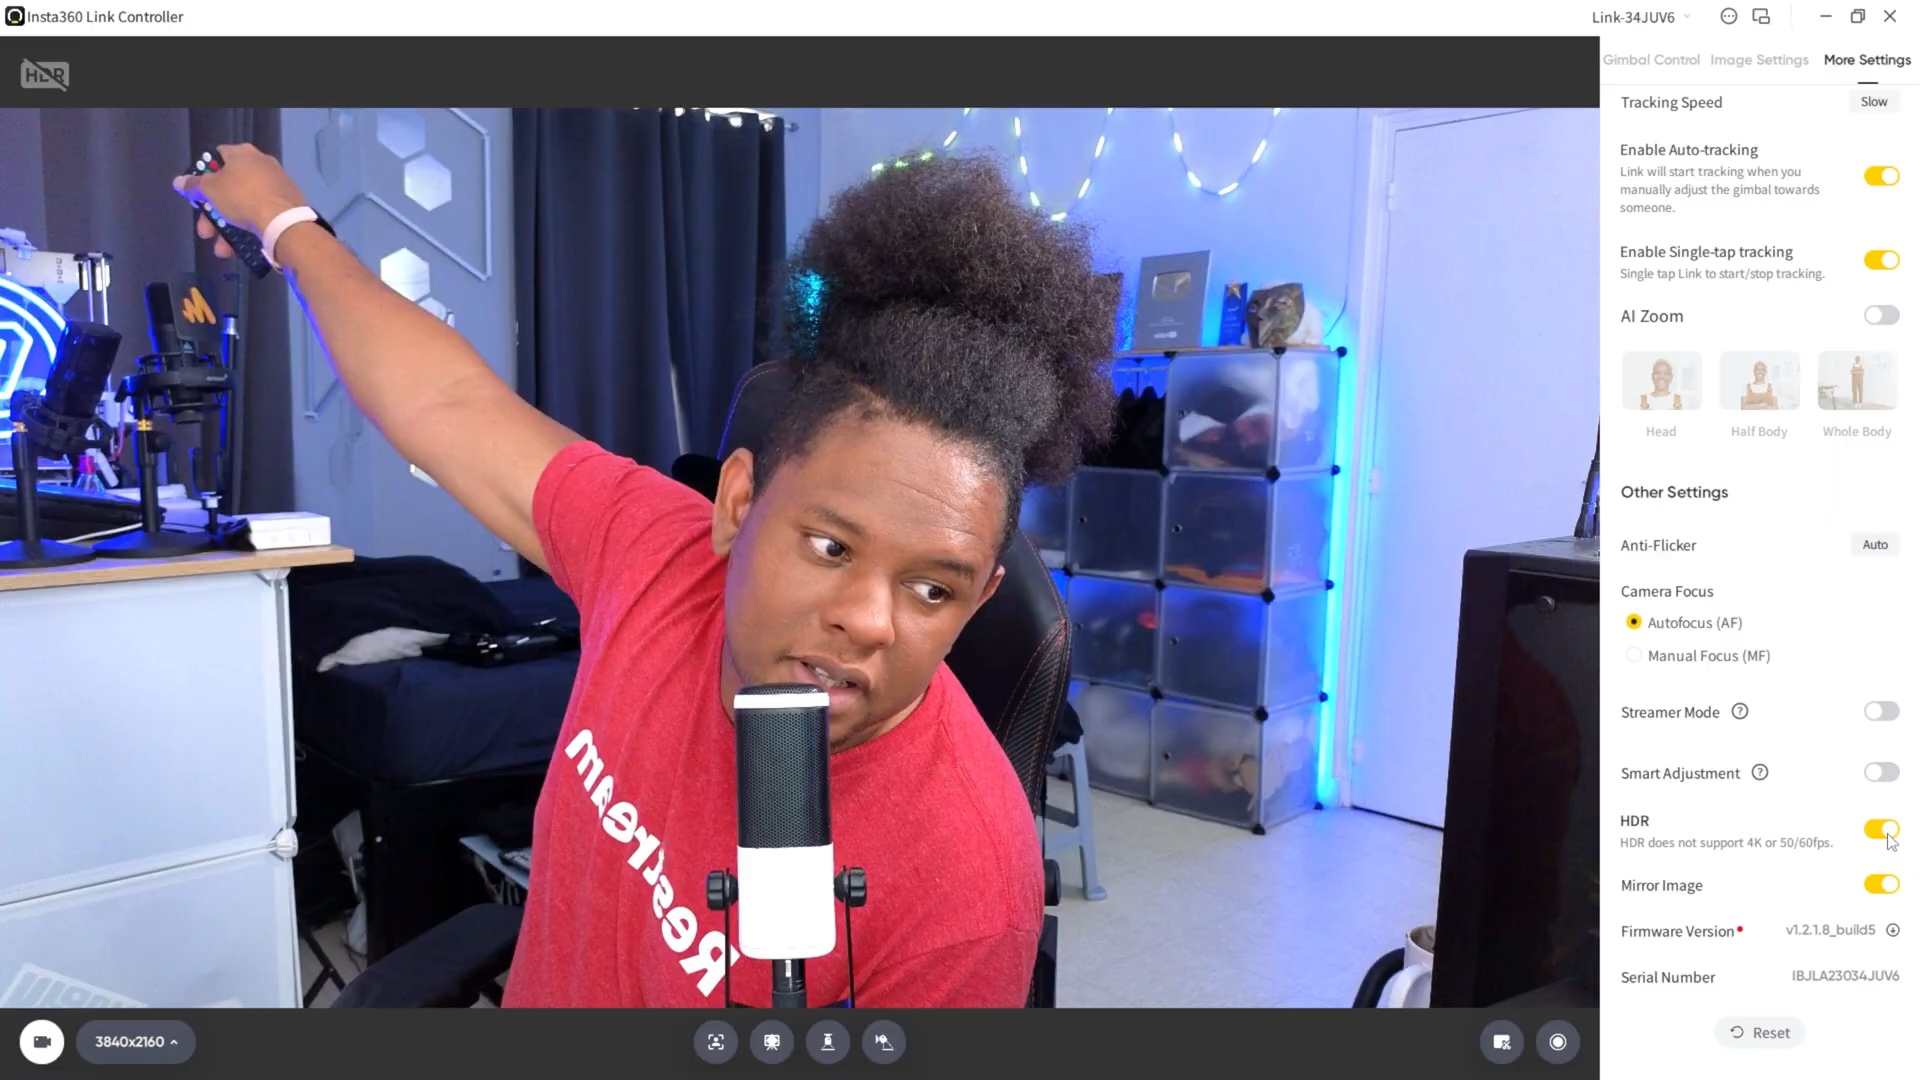 Insta360 Link Controller
Link-34JUV6
HDR
Gimbal Control
Image Settings
More Settings
Tracking Speed
Slow
Enable Auto-tracking
Link will start tracking when you
manually adjust the gimbal towards
someone.
Enable Single-tap tracking
Single tap Link to start/stop tracking.
AI Zoom
Head
Half Body
Whole Body
Other Settings
Anti-Flicker
Auto
Camera Focus
Autofocus (AF)
Manual Focus (MF)
Streamer Mode
Smart Adjustment
HDR
HDR does not support 4K or 50/60fps.
Mirror Image
Firmware Version
v1.2.1.8_build5
Serial Number
IBJLA23034JUV6
Reset
Restream
3840x2160